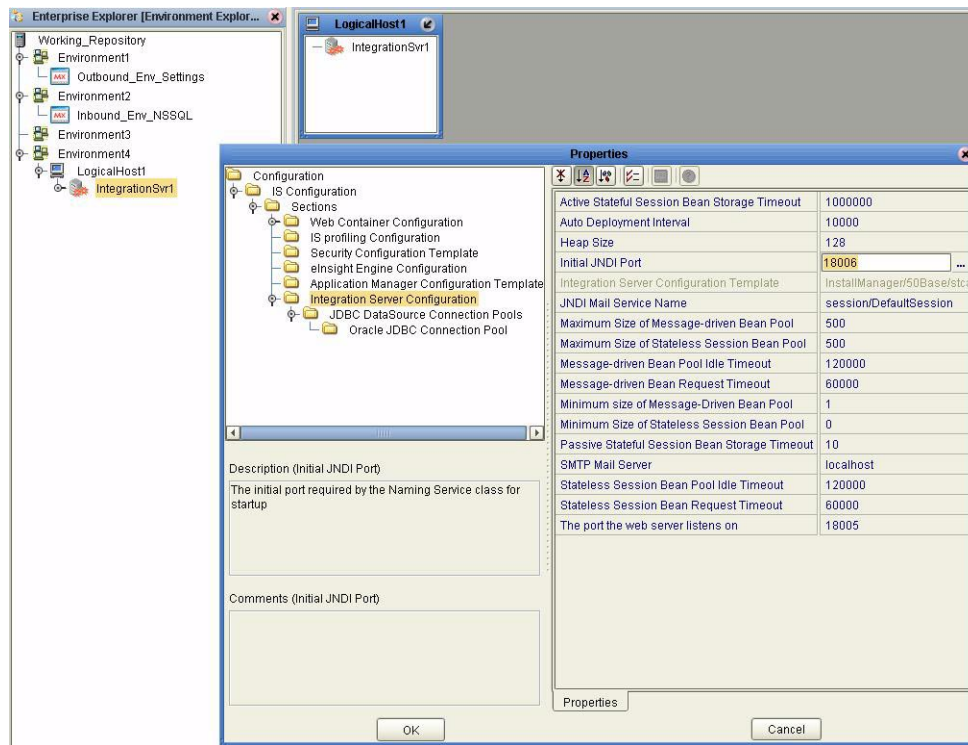 Enterprise Explorer [Environment Explor...
Working_Repository
Environment1
Outbound_Env_Settings
Environment2
Inbound_Env_NSSQL
Environment3
Environment4
LogicalHost1
IntegrationSvr1
LogicalHost1
IntegrationSvr1
Properties
Configuration
IS Configuration
Sections
Web Container Configuration
IS profiling Configuration
Security Configuration Template
eInsight Engine Configuration
Application Manager Configuration Template
Integration Server Configuration
JDBC DataSource Connection Pools
Oracle JDBC Connection Pool
Description (Initial JNDI Port)
The initial port required by the Naming Service class for
startup
Comments (Initial JNDI Port)
Active Stateful Session Bean Storage Timeout 1000000
Auto Deployment Interval 10000
Heap Size 128
Initial JNDI Port 18006 ...
Integration Server Configuration Template InstallManager/50Base/stca
JNDI Mail Service Name session/DefaultSession
Maximum Size of Message-driven Bean Pool 500
Maximum Size of Stateless Session Bean Pool 500
Message-driven Bean Pool Idle Timeout 120000
Message-driven Bean Request Timeout 60000
Minimum size of Message-Driven Bean Pool 1
Minimum Size of Stateless Session Bean Pool 0
Passive Stateful Session Bean Storage Timeout 10
SMTP Mail Server localhost
Stateless Session Bean Pool Idle Timeout 120000
Stateless Session Bean Request Timeout 60000
The port the web server listens on 18005
Properties
OK
Cancel